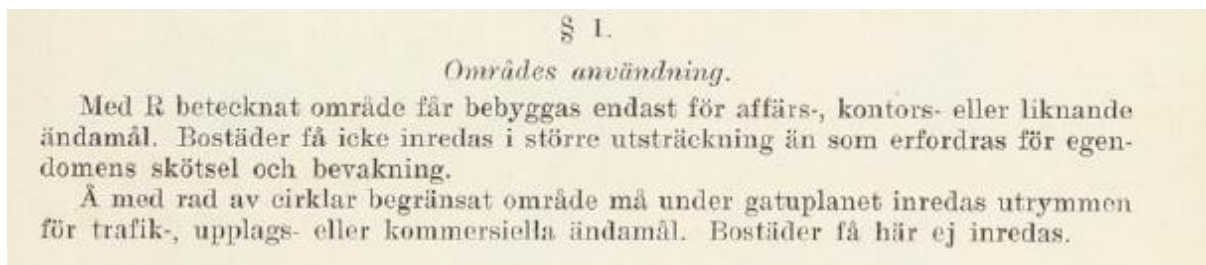 § 1.
Områdes användning.
Med R betecknat område får bebyggas endast för affärs-, kontors- eller liknande
ändamål. Bostäder få icke inredas i större utsträckning än som erfordras för egen-
domens skötsel och bevakning.
Å med rad av cirklar begränsat område må under gatuplanet inredas utrymmen
för trafik-, upplags- eller kommersiella ändamål. Bostäder få här ej inredas.